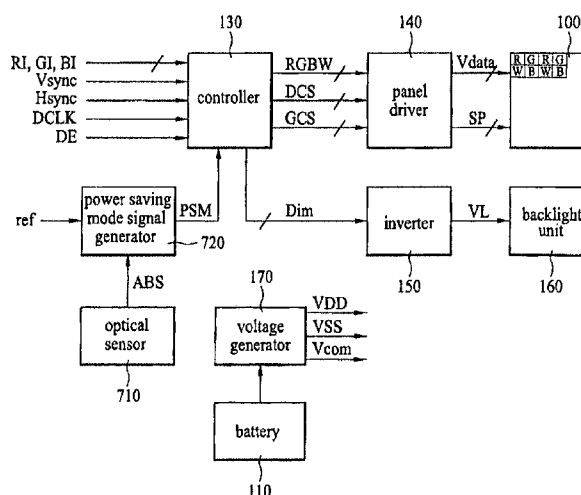 130
140
100
RI, GI, BI
Vsync
Hsync
DCLK
DE
controller
RGBW
DCS
GCS
panel
driver
Vdata
SP
R G R G
W B W B
ref
power saving
mode signal
generator
PSM
720
Dim
inverter
150
VL
backlight
unit
160
ABS
optical
sensor
710
170
voltage
generator
VDD
VSS
Vcom
battery
110